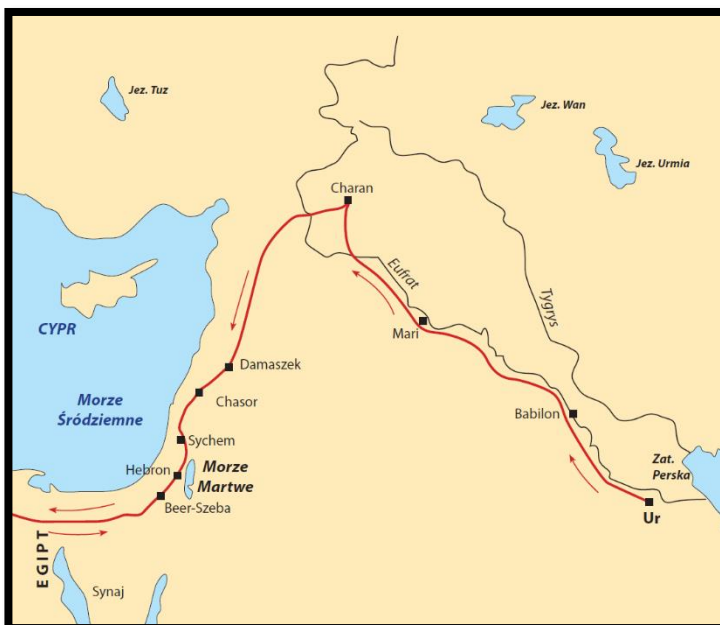 Jez. Tuz
Jez. Wan
Jez. Urmia
Charan
Eufrat
Tygrys
CYPR
Mari
Damaszek
Morze
Śródziemne
Chasor
Babilon
Sychem
Hebron
Morze
Martwe
Zat.
Perska
Beer-Szeba
Ur
EGIPT
Synaj